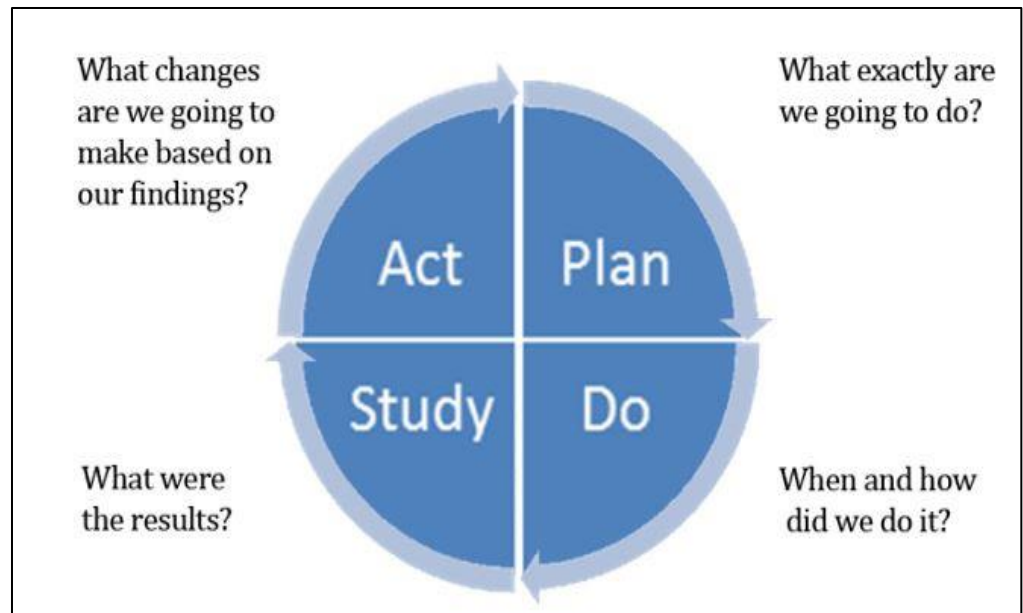 What changes
are we going to
make based on
our findings?
What exactly are
we going to do?
Act
Plan
Study
Do
What were
the results?
When and how
did we do it?